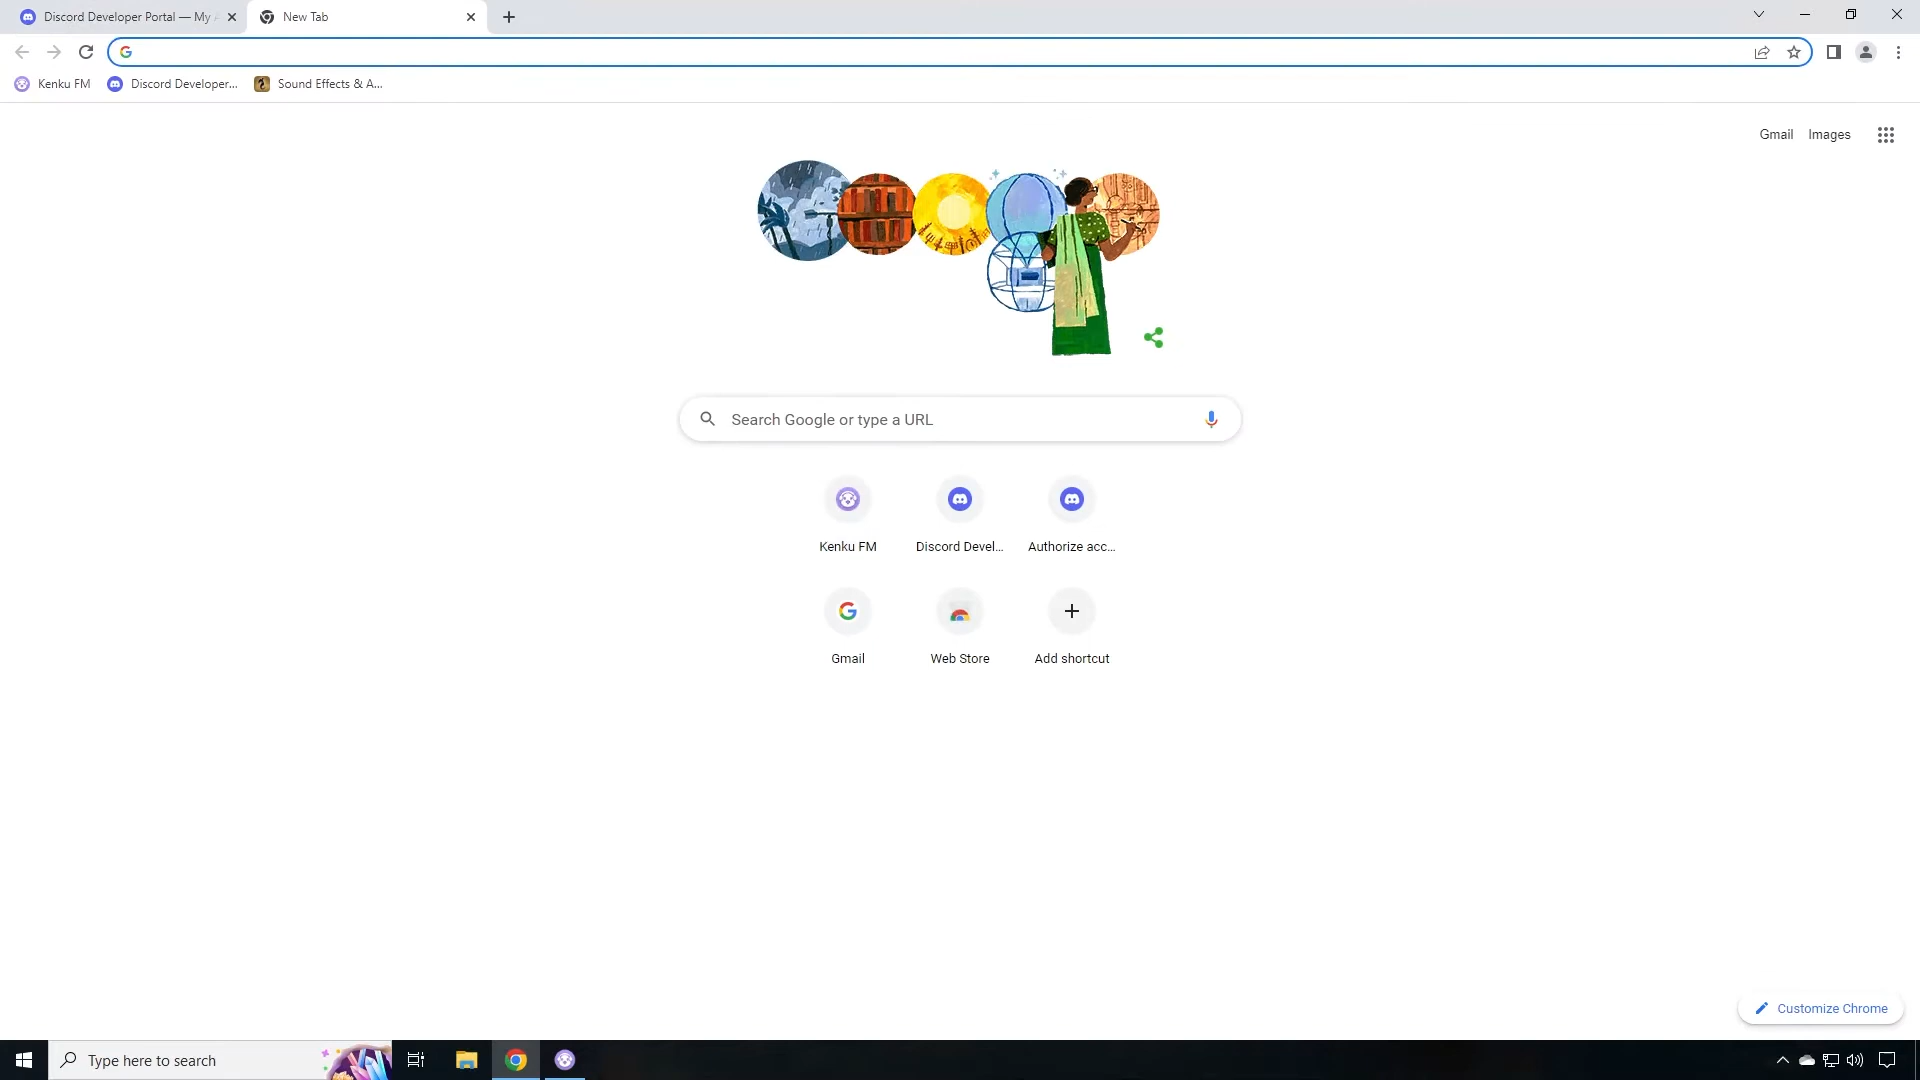 Discord Developer Portal — My A
New Tab
Kenku FM
Discord Developer...
Sound Effects & A...
Gmail
Images
Search Google or type a URL
Kenku FM
Discord Devel...
Authorize acc...
Gmail
Web Store
Add shortcut
Customize Chrome
Type here to search